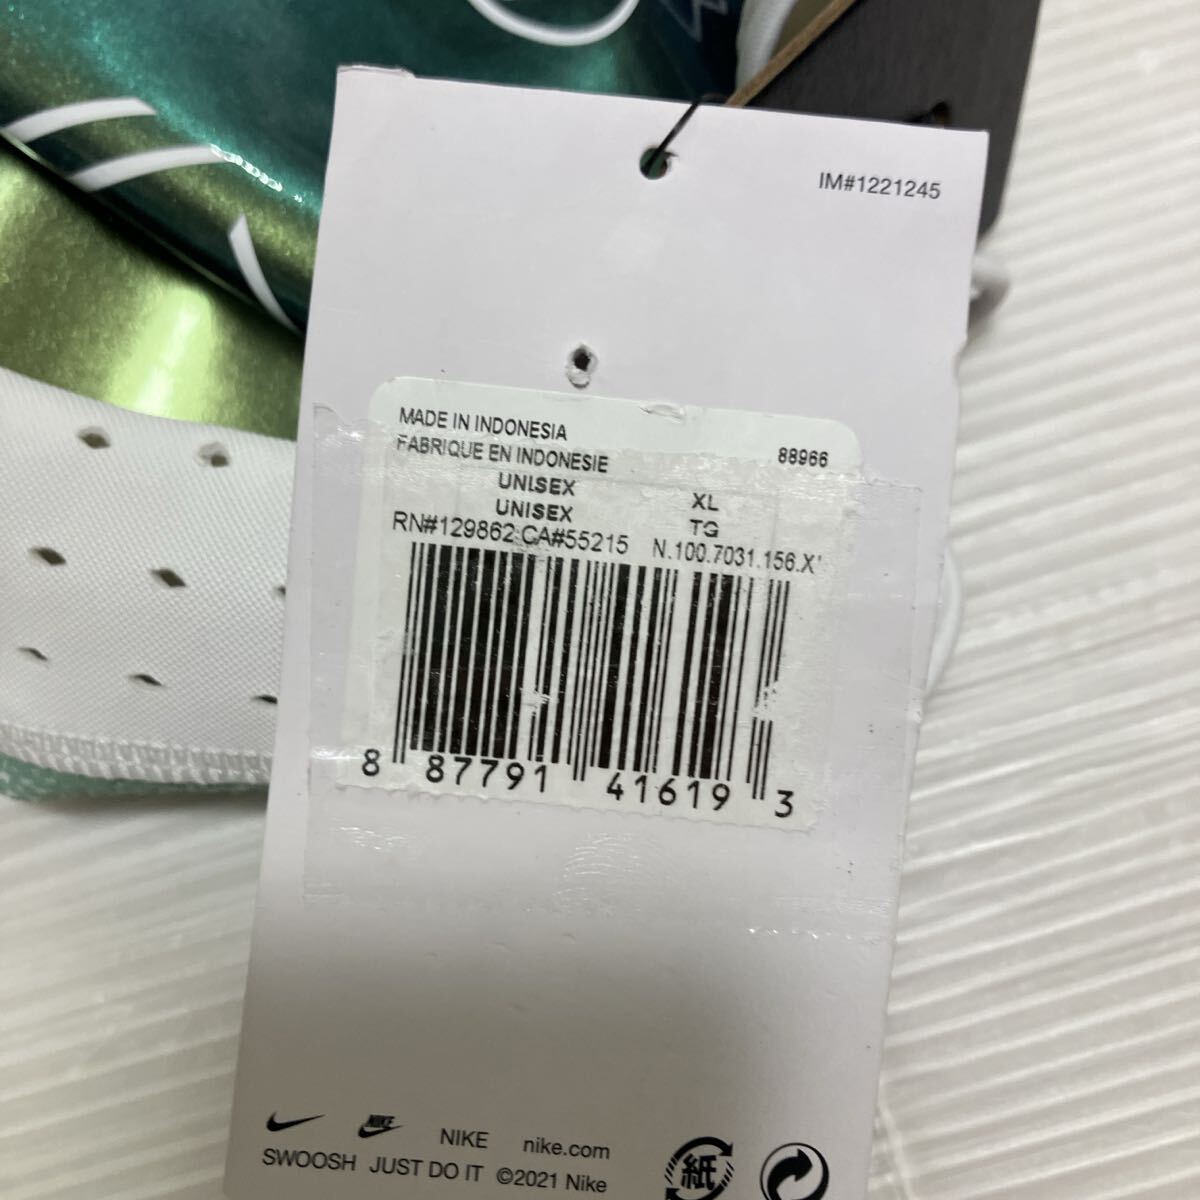 IM#1221245
MADE IN INDONESIA
FABRIQUE EN INDONESIE 88966
UNISEX XL
UNISEX TG
RN#129862 CA#55215 N.100.7031.156.X
8 87791 41619 3
NIKE NIKE nike.com
SWOOSH JUST DO IT ©2021 Nike
紙